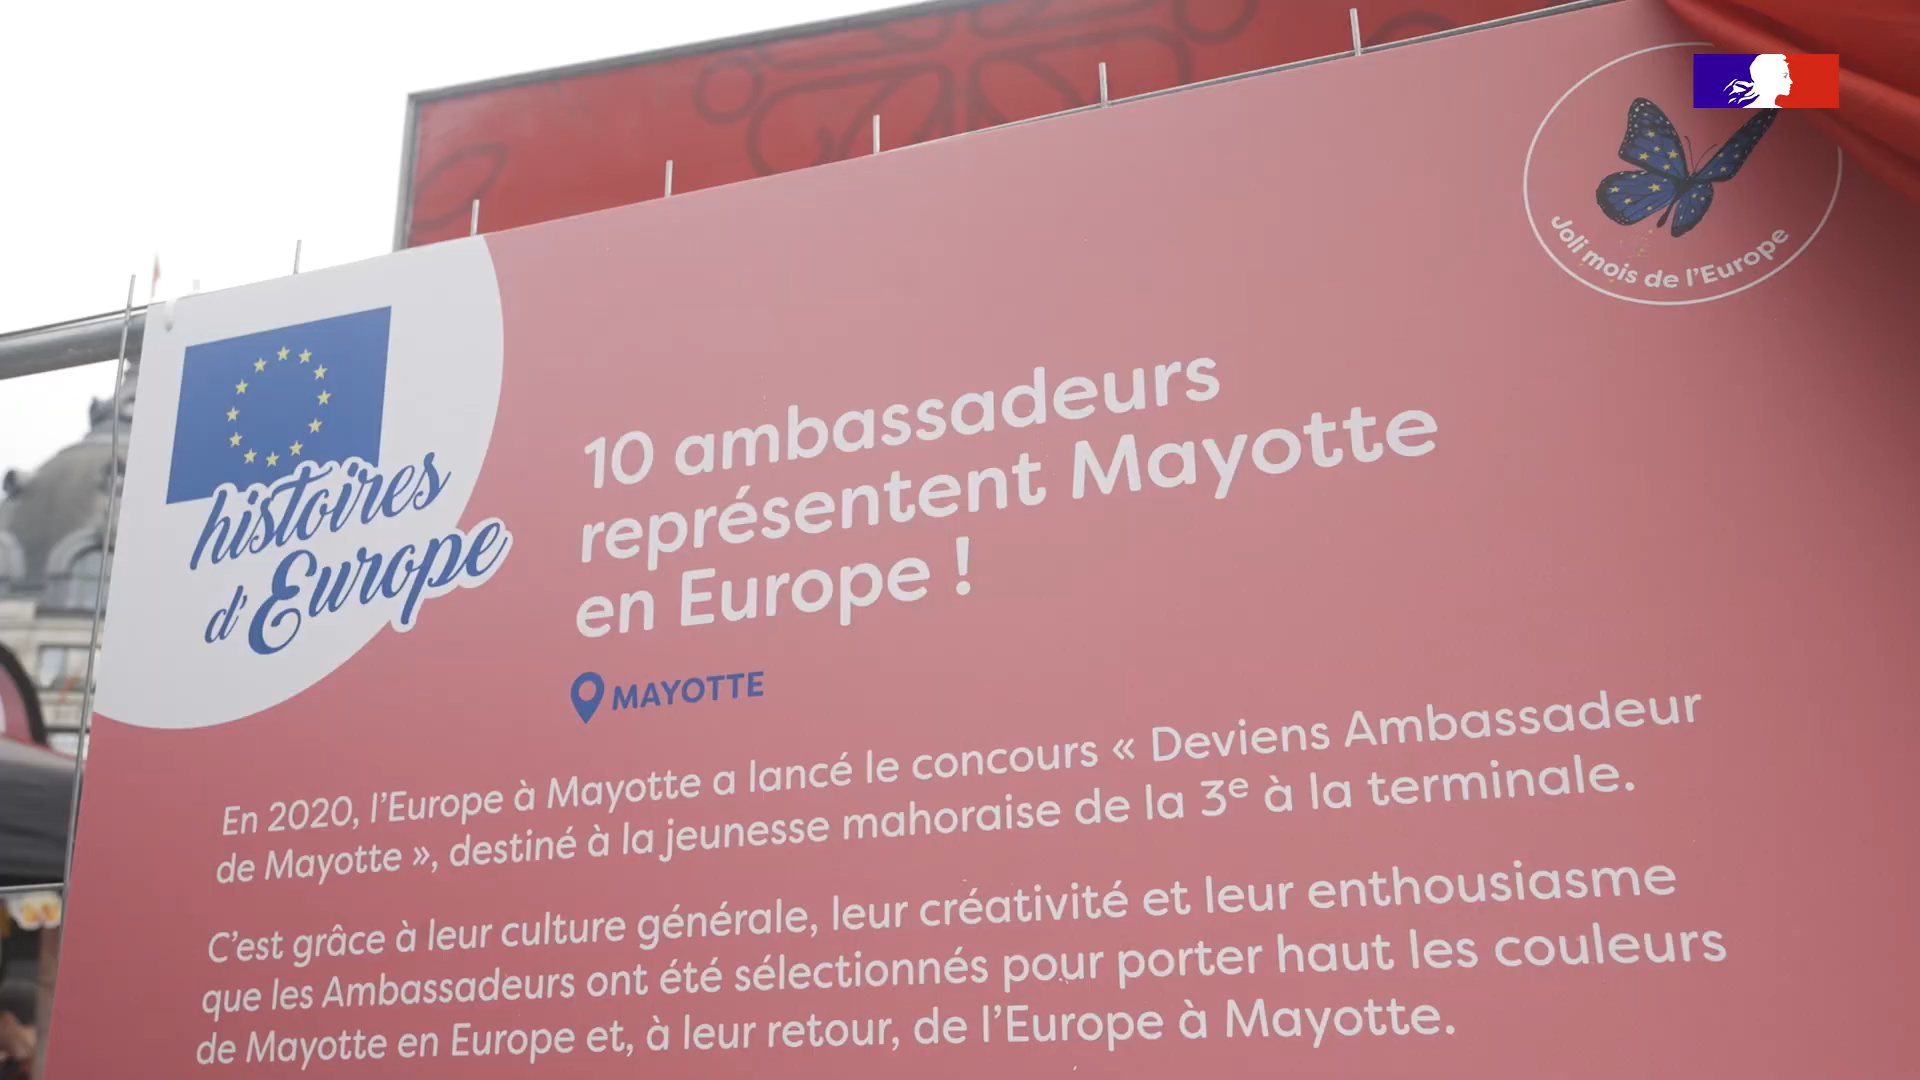 Joli mois de l'Europe
histoires
d'Europe
10 ambassadeurs
représentent Mayotte
en Europe !
MAYOTTE
En 2020, l'Europe à Mayotte a lancé le concours « Deviens Ambassadeur
de Mayotte », destiné à la jeunesse mahoraise de la 3e à la terminale.
C'est grâce à leur culture générale, leur créativité et leur enthousiasme
que les Ambassadeurs ont été sélectionnés pour porter haut les couleurs
de Mayotte en Europe et, à leur retour, de l'Europe à Mayotte.